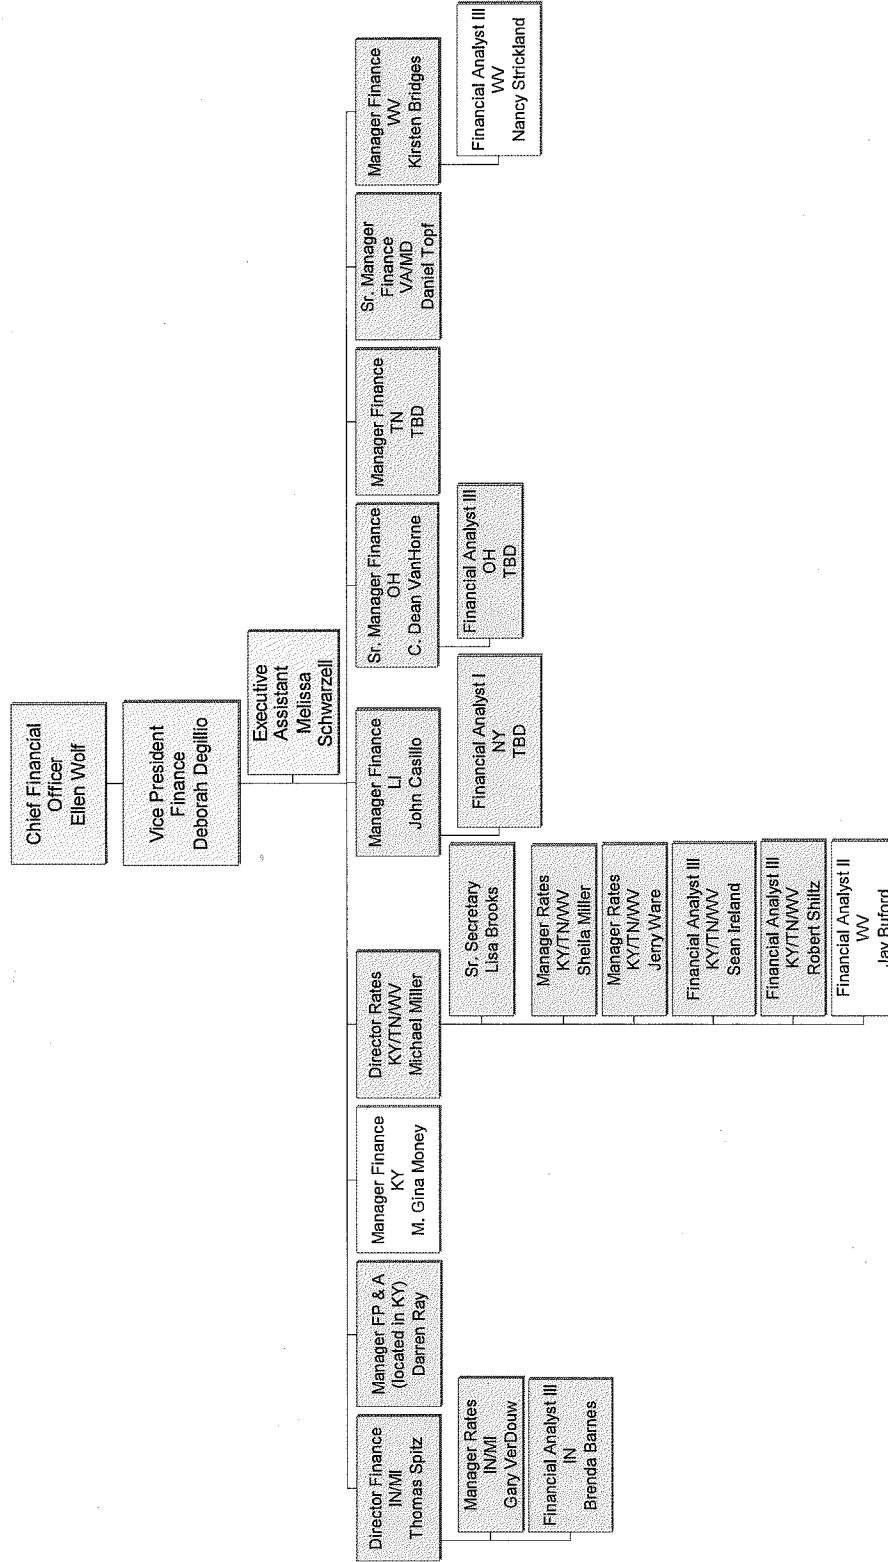 Chief Financial
Officer
Ellen Wolf
Vice President
Finance
Deborah Degillio
Executive
Assistant
Melissa
Schwarzell
Director Finance
IN/MI
Thomas Spitz
Manager FP & A
(located in KY)
Darren Ray
Manager Finance
KY
M. Gina Money
Director Rates
KY/TN/WV
Michael Miller
Manager Finance
LI
John Casillo
Sr. Manager Finance
OH
C. Dean VanHorne
Manager Finance
TN
TBD
Sr. Manager
Finance
VA/MD
Daniel Topf
Manager Finance
WV
Kirsten Bridges
Manager Rates
IN/MI
Gary VerDouw
Financial Analyst III
IN
Brenda Barnes
Sr. Secretary
Lisa Brooks
Manager Rates
KY/TN/WV
Sheila Miller
Manager Rates
KY/TN/WV
Jerry Ware
Financial Analyst III
KY/TN/WV
Sean Ireland
Financial Analyst III
KY/TN/WV
Robert Shiltz
Financial Analyst II
WV
Jay Buford
Financial Analyst I
NY
TBD
Financial Analyst III
OH
TBD
Financial Analyst III
WV
Nancy Strickland